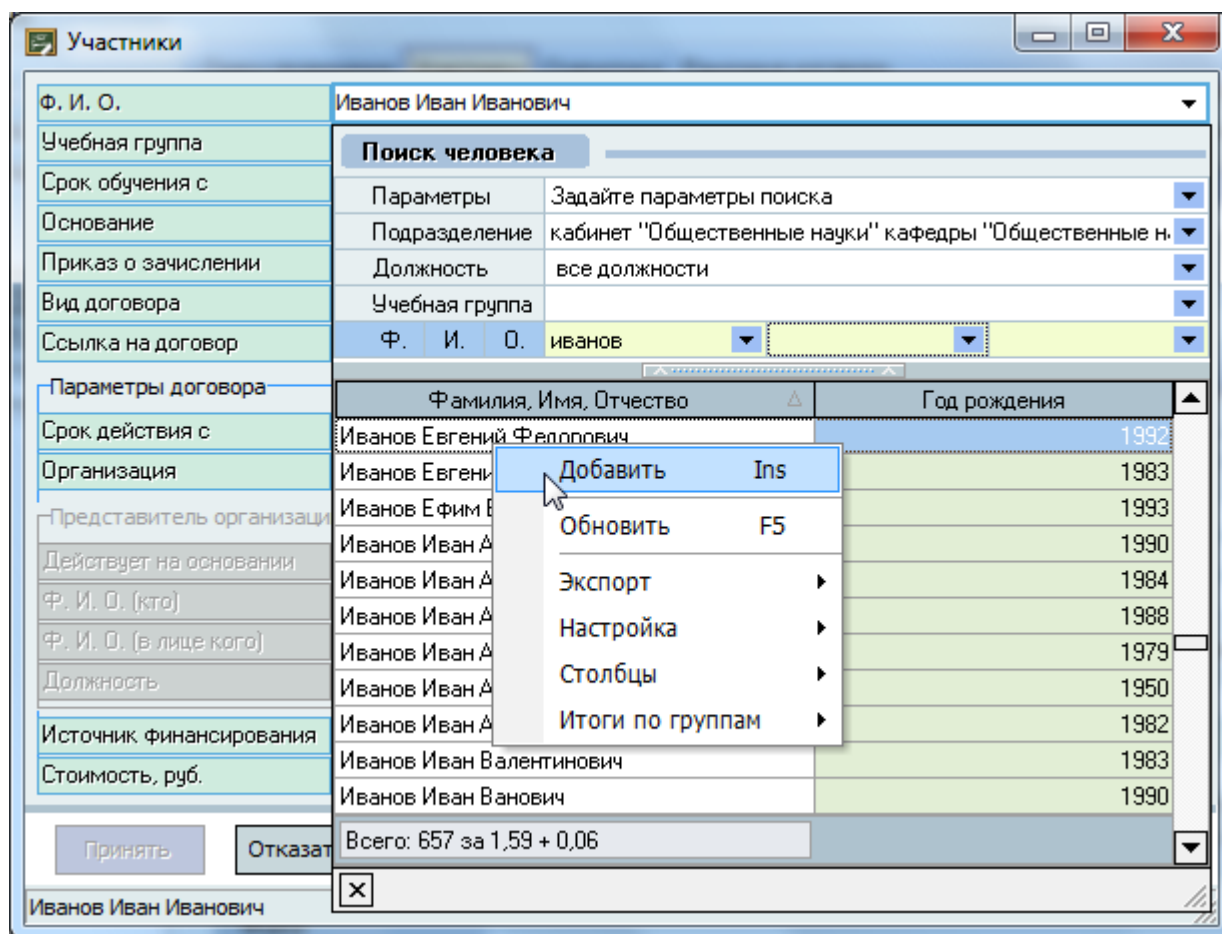 Участники
Ф. И. О. Иванов Иван Иванович
Учебная группа
Срок обучения с
Основание
Приказ о зачислении
Вид договора
Ссылка на договор
Параметры договора
Срок действия с
Организация
Представитель организаци
Действует на основании
Ф. И. О. (кто)
Ф. И. О. (в лице кого)
Должность
Источник финансирования
Стоимость, руб.
Принять Отказат
Иванов Иван Иванович
Поиск человека
Параметры Задайте параметры поиска
Подразделение кабинет "Общественные науки" кафедры "Общественные н
Должность все должности
Учебная группа
Ф. И. О. иванов
Фамилия, Имя, Отчество Год рождения
Иванов Евгений Федорович 1992
Иванов Евгени 1983
Иванов Ефим 1993
Иванов Иван А 1990
Иванов Иван А 1984
Иванов Иван А 1988
Иванов Иван А 1979
Иванов Иван А 1950
Иванов Иван А 1982
Иванов Иван Валентинович 1983
Иванов Иван Ванович 1990
Всего: 657 за 1,59 + 0,06
Добавить Ins
Обновить F5
Экспорт
Настройка
Столбцы
Итоги по группам